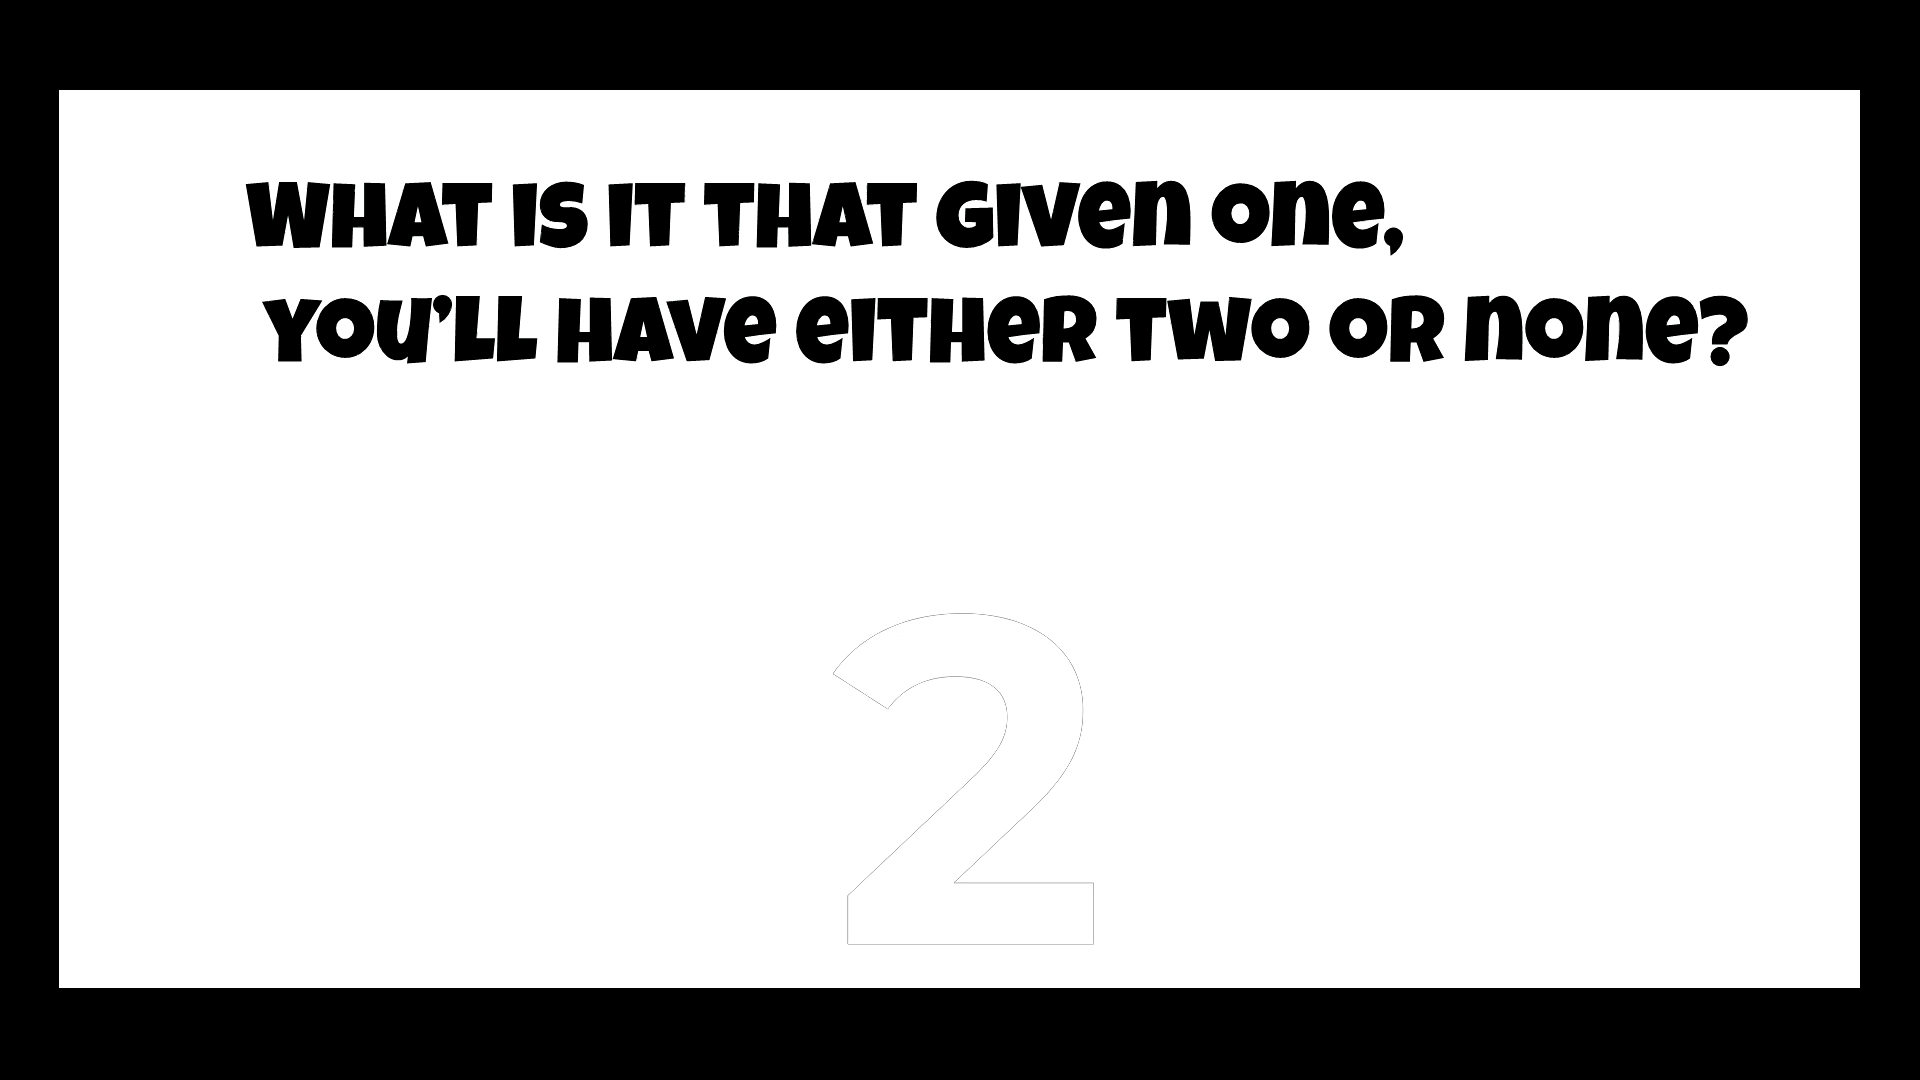 WHAT IS IT THAT GIVEN ONE,
YOU'LL HAVE EITHER TWO OR NONE?
2